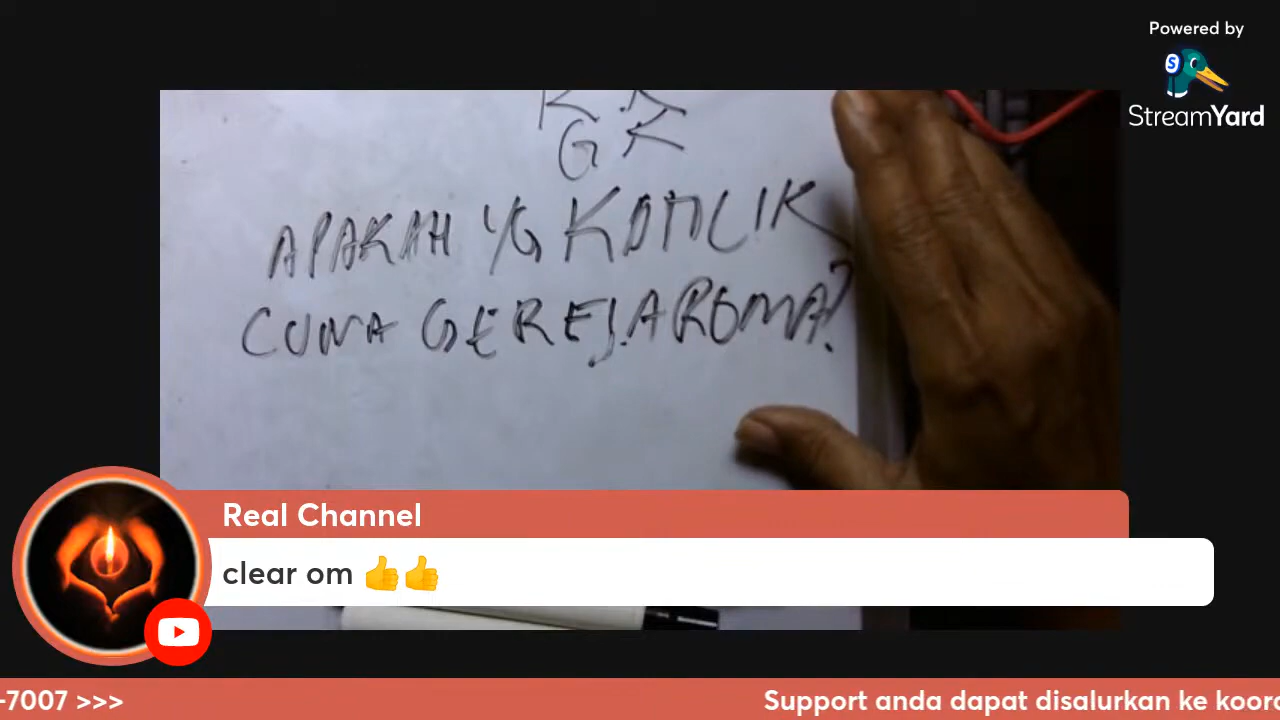 Powered by
StreamYard
G K
APAKAH YG KATOLIK
CUMA GEREJA ROMA?
Real Channel
clear om 👍👍
-7007 >>>
Support anda dapat disalurkan ke koord